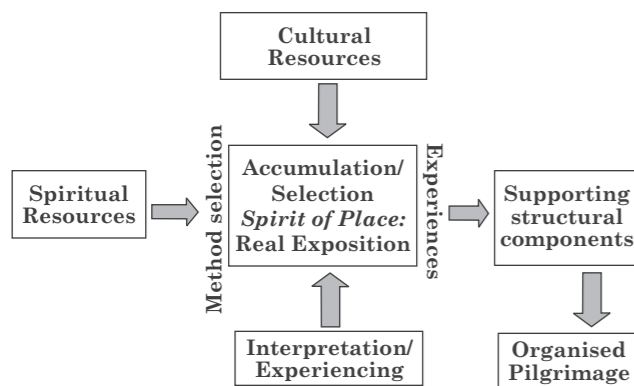 Cultural
Resources
Spiritual
Resources
Method selection
Accumulation/
Selection
Spirit of Place:
Real Exposition
Experiences
Supporting
structural
components
Interpretation/
Experiencing
Organised
Pilgrimage